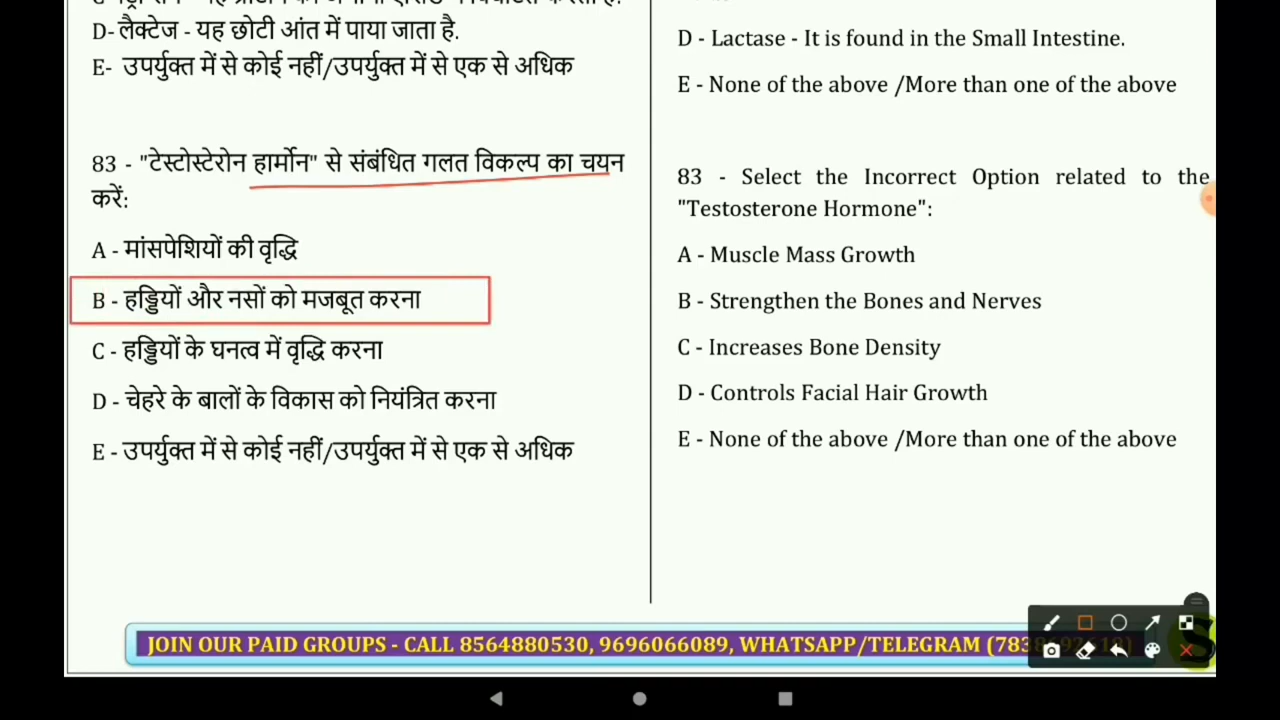 D- लैक्टेज - यह छोटी आंत में पाया जाता है.
E- उपर्युक्त में से कोई नहीं/उपर्युक्त में से एक से अधिक
83 - "टेस्टोस्टेरोन हार्मोन" से संबंधित गलत विकल्प का चयन
करें:
A - मांसपेशियों की वृद्धि
B - हड्डियों और नसों को मजबूत करना
C - हड्डियों के घनत्व में वृद्धि करना
D - चेहरे के बालों के विकास को नियंत्रित करना
E - उपर्युक्त में से कोई नहीं/उपर्युक्त में से एक से अधिक
D - Lactase - It is found in the Small Intestine.
E - None of the above /More than one of the above
83 - Select the Incorrect Option related to the
"Testosterone Hormone":
A - Muscle Mass Growth
B - Strengthen the Bones and Nerves
C - Increases Bone Density
D - Controls Facial Hair Growth
E - None of the above /More than one of the above
JOIN OUR PAID GROUPS - CALL 8564880530, 9696066089, WHATSAPP/TELEGRAM